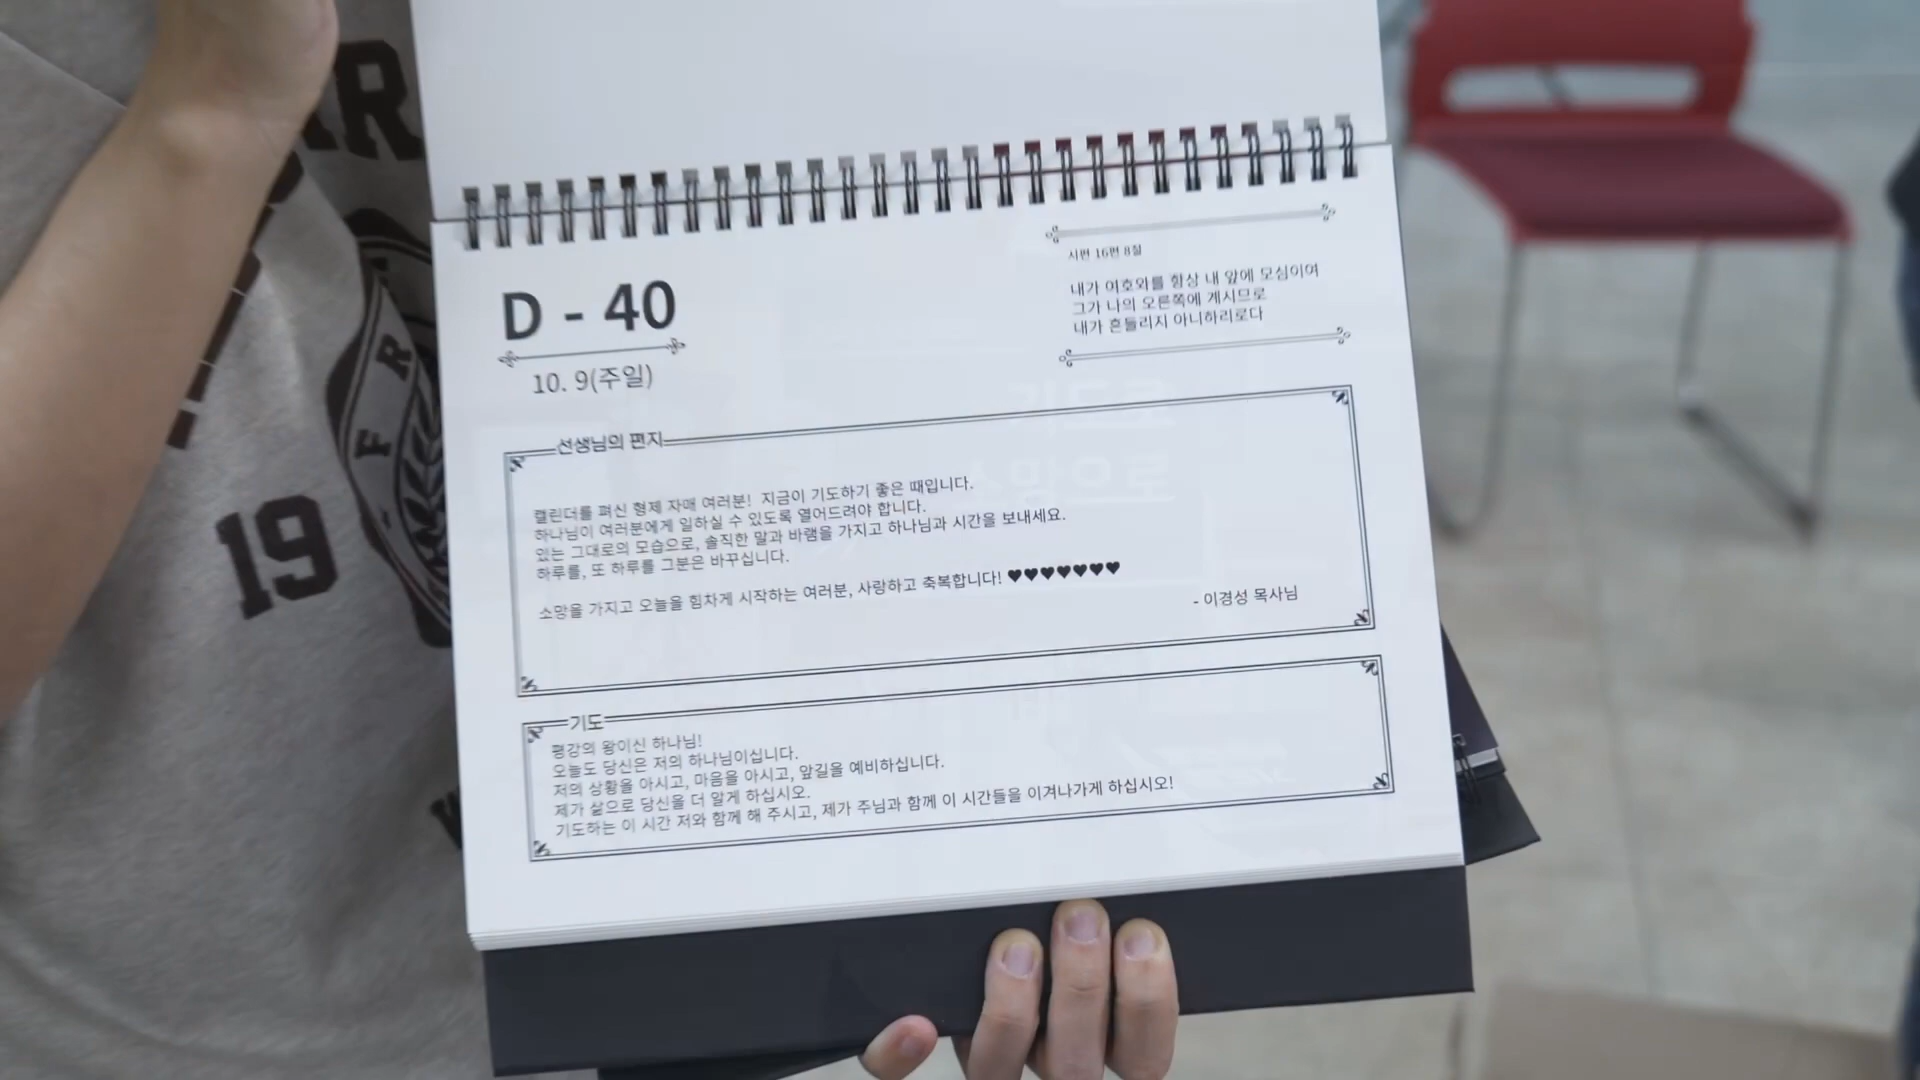 D - 40
10. 9(주일)
시편 16편 8절
내가 여호와를 항상 내 앞에 모심이여
그가 나의 오른쪽에 계시므로
내가 흔들리지 아니하리로다
선생님의 편지
캘린더를 펴신 형제 자매 여러분! 지금이 기도하기 좋은 때입니다.
하나님이 여러분에게 일하실 수 있도록 열어드려야 합니다.
있는 그대로의 모습으로, 솔직한 말과 바램을 가지고 하나님과 시간을 보내세요.
하루를, 또 하루를 그분은 바꾸십니다.
소망을 가지고 오늘을 힘차게 시작하는 여러분, 사랑하고 축복합니다! ♥♥♥♥♥♥♥
- 이경성 목사님
기도
평강의 왕이신 하나님!
오늘도 당신은 저의 하나님이십니다.
저의 상황을 아시고, 마음을 아시고, 앞길을 예비하십니다.
제가 삶으로 당신을 더 알게 하십시오.
기도하는 이 시간 저와 함께 해 주시고, 제가 주님과 함께 이 시간들을 이겨나가게 하십시오!
19
F R